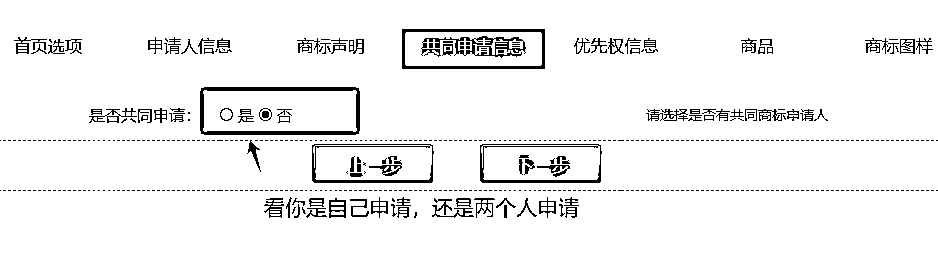 首页选项 申请人信息 商标声明 共同申请信息 优先权信息 商品 商标图样
是否共同申请: 是 否 请选择是否有共同商标申请人
上一步 下一步
看你是自己申请，还是两个人申请